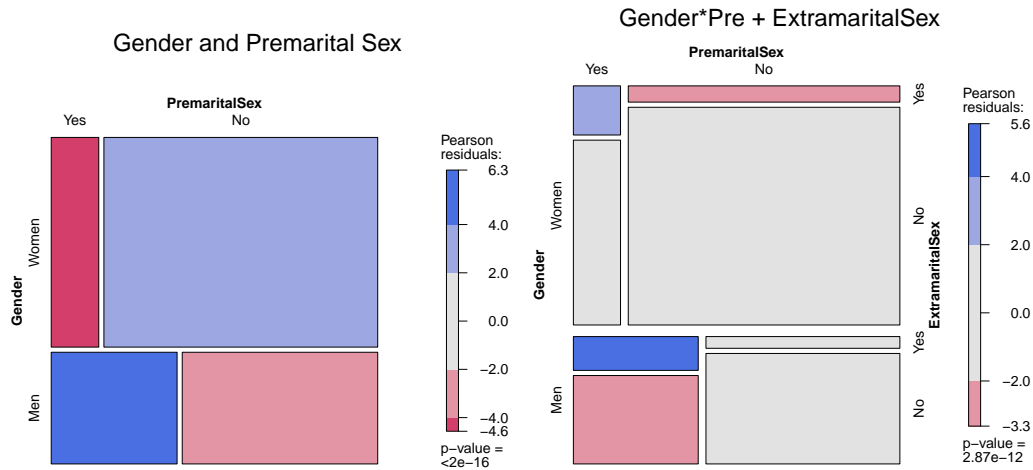 Gender and Premarital Sex
PremaritalSex
Yes No
Gender
Women
Men
Pearson
residuals:
6.3
4.0
2.0
0.0
−2.0
−4.0
−4.6
p−value =
<2e−16
Gender*Pre + ExtramaritalSex
PremaritalSex
Yes No
Gender
Women
Men
Yes
No
Yes
No
ExtramaritalSex
Pearson
residuals:
5.6
4.0
2.0
0.0
−2.0
−3.3
p−value =
2.87e−12